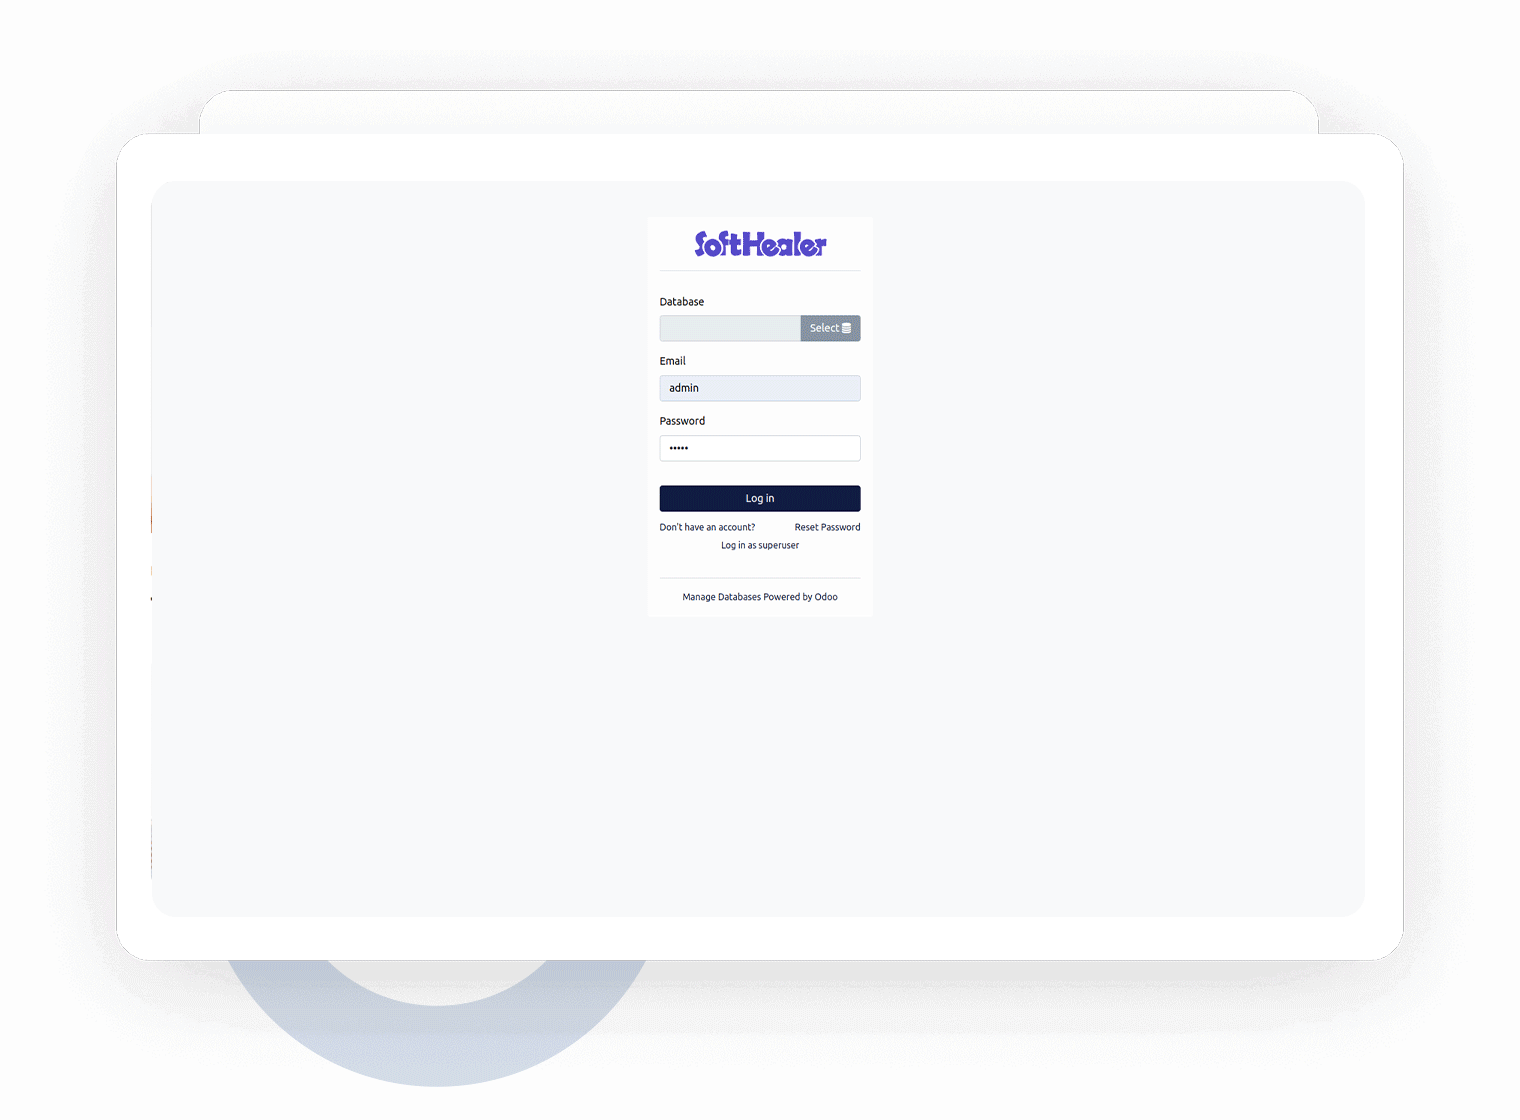 SoftHealer
Database
Select
Email
admin
Password
•••••
Log in
Don't have an account? Reset Password
Log in as superuser
Manage Databases Powered by Odoo